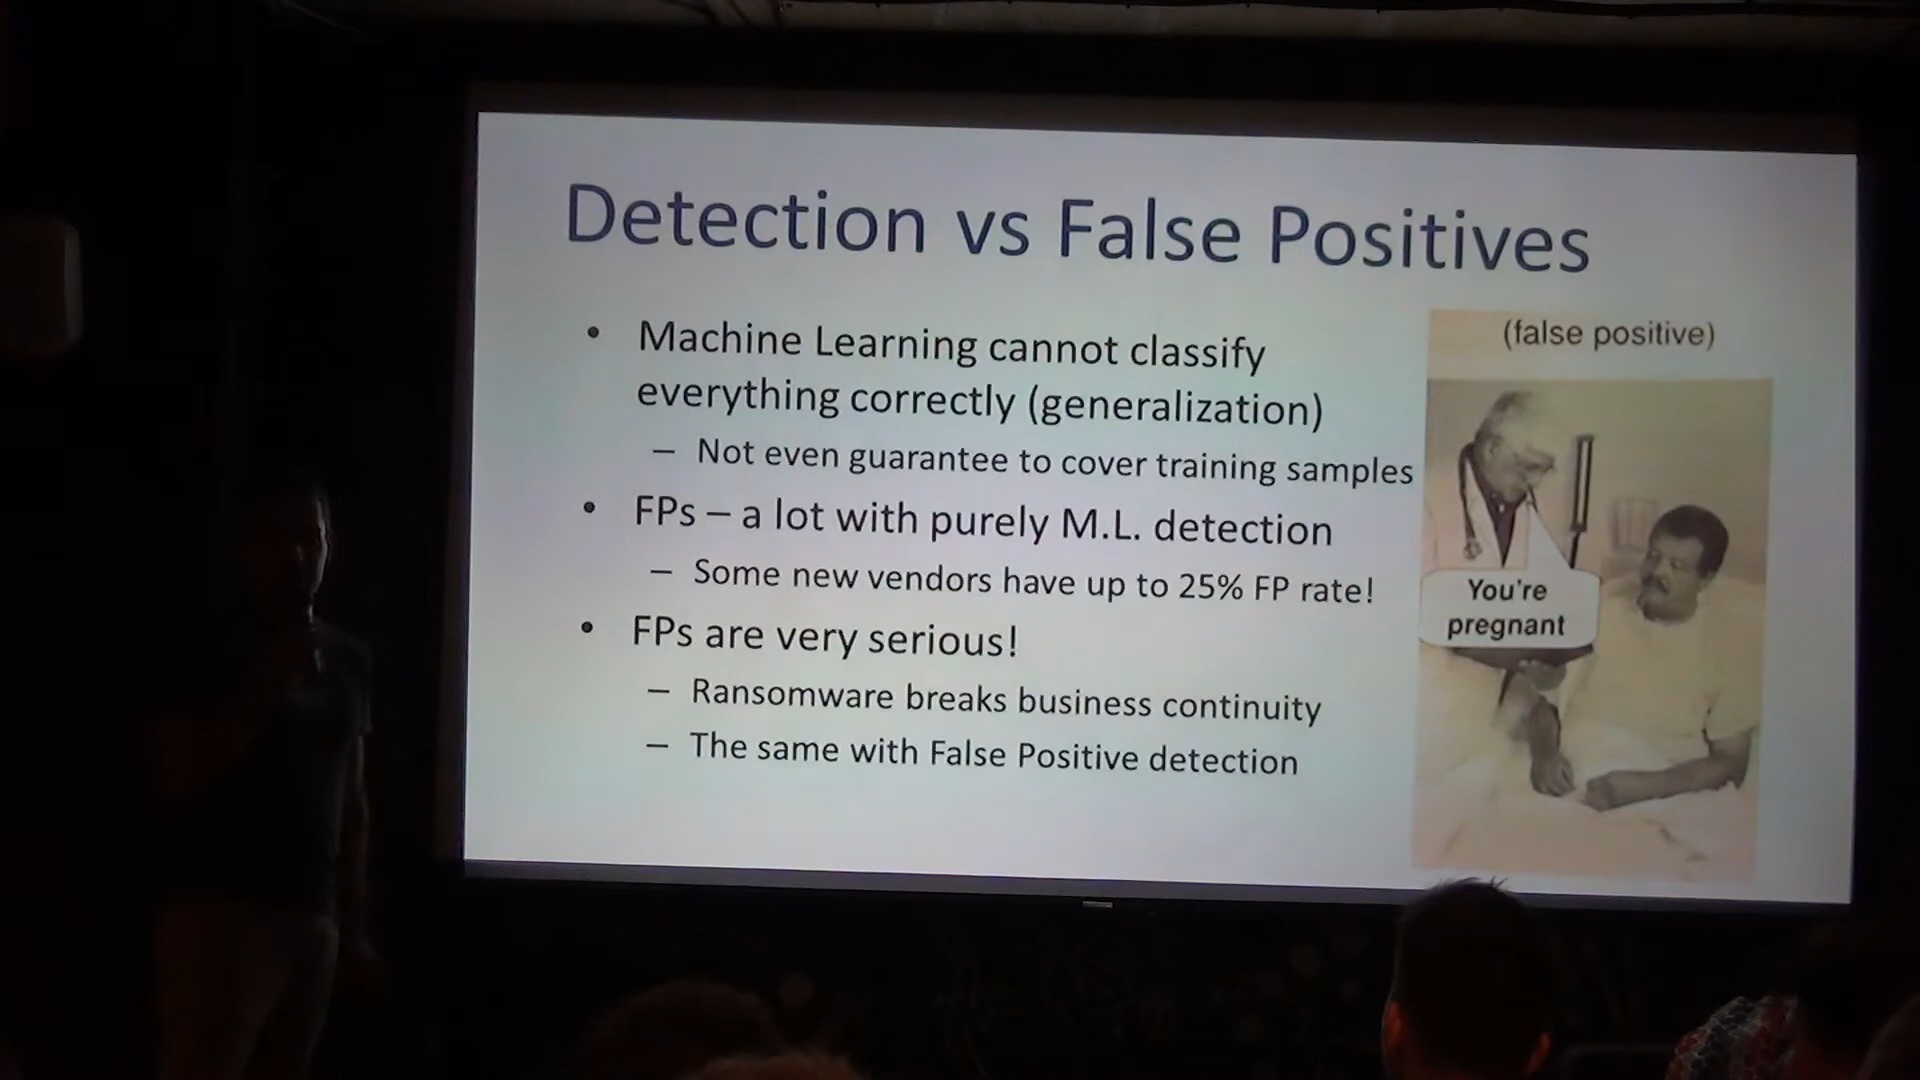 Detection vs False Positives
• Machine Learning cannot classify
everything correctly (generalization)
– Not even guarantee to cover training samples
• FPs – a lot with purely M.L. detection
– Some new vendors have up to 25% FP rate!
• FPs are very serious!
– Ransomware breaks business continuity
– The same with False Positive detection
(false positive)
You're
pregnant